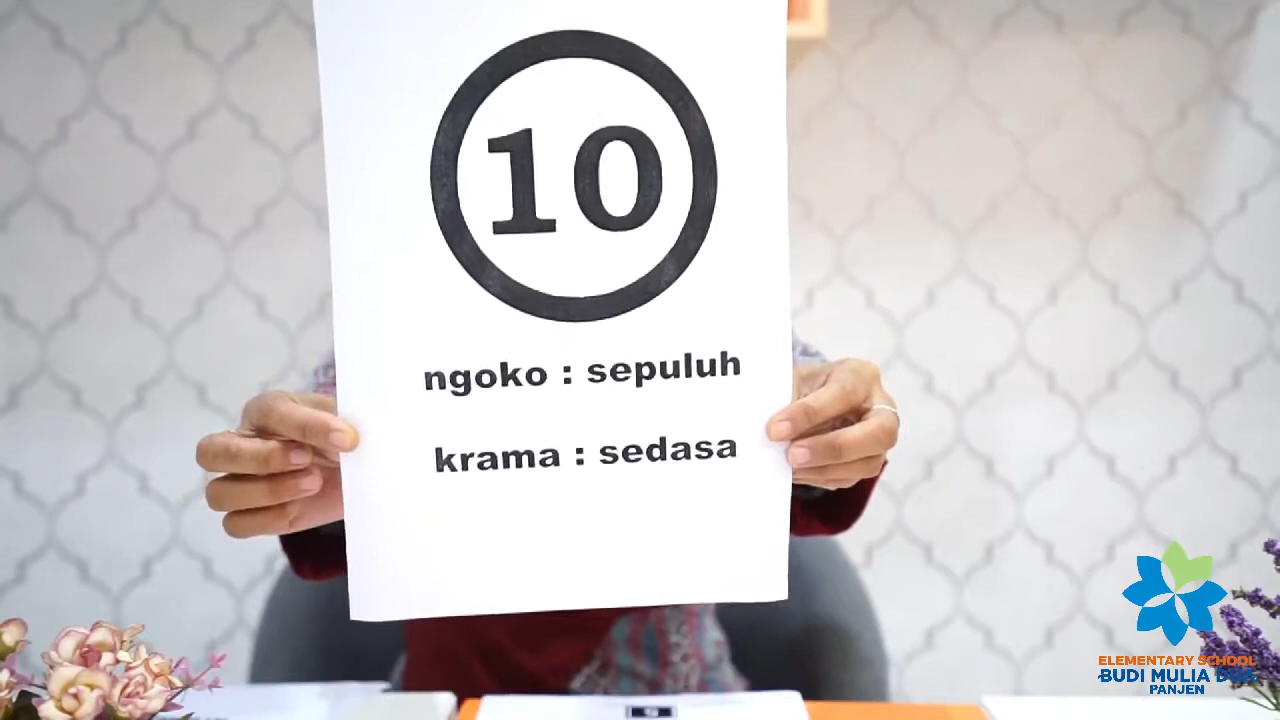 10
ngoko : sepuluh
krama : sedasa
ELEMENTARY SCHOOL
BUDI MULIA DUA
PANJEN